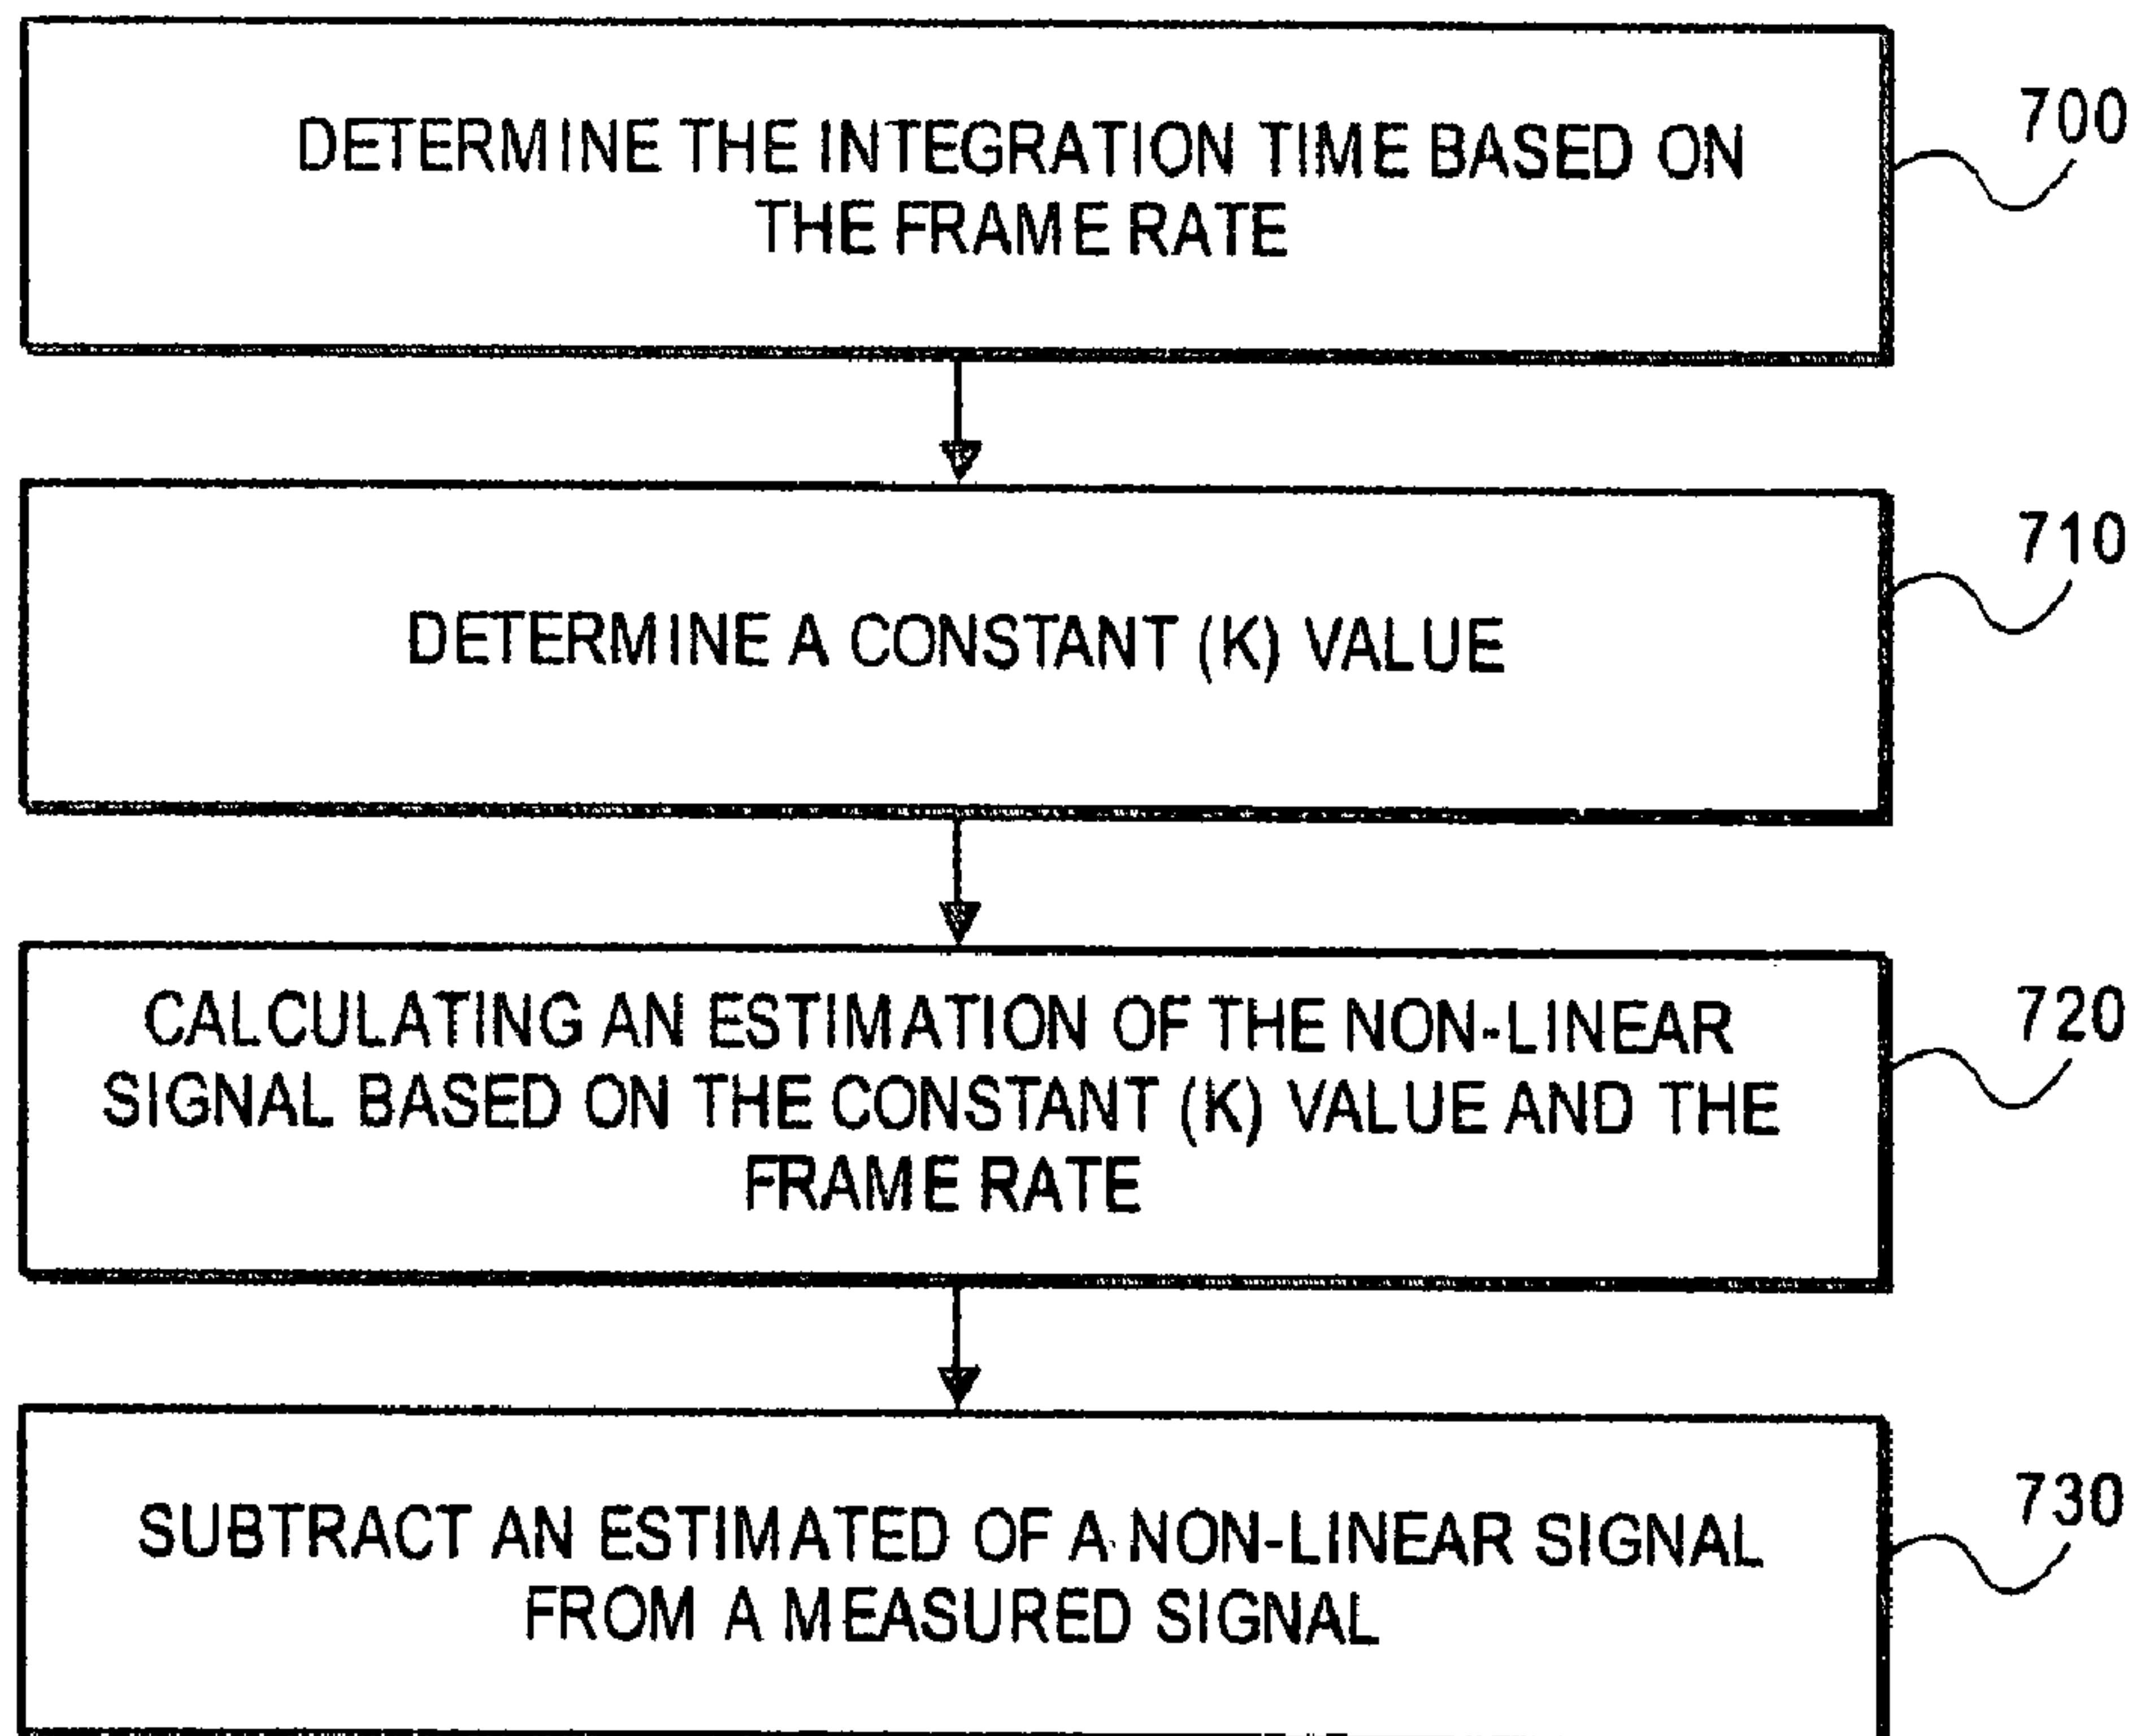 DETERMINE THE INTEGRATION TIME BASED ON
THE FRAME RATE
700
DETERMINE A CONSTANT (K) VALUE
710
CALCULATING AN ESTIMATION OF THE NON-LINEAR
SIGNAL BASED ON THE CONSTANT (K) VALUE AND THE
FRAME RATE
720
SUBTRACT AN ESTIMATED OF A NON-LINEAR SIGNAL
FROM A MEASURED SIGNAL
730